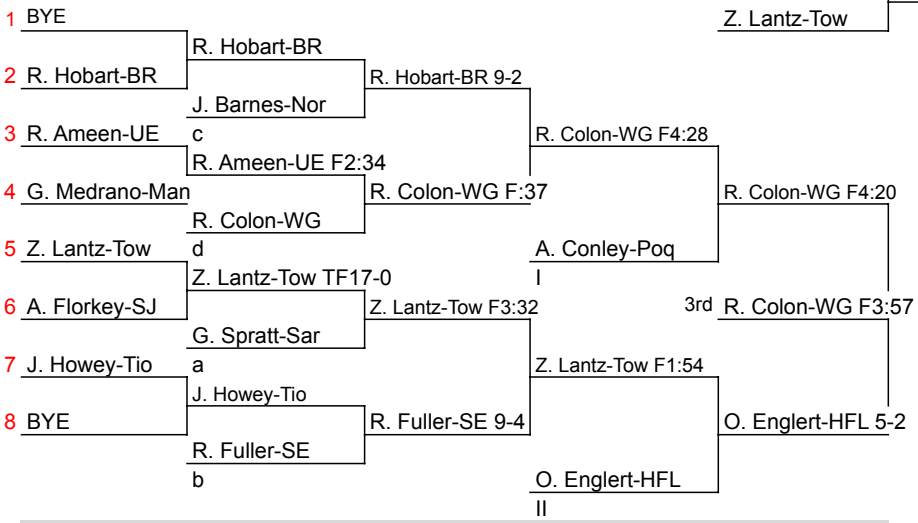 1 BYE
Z. Lantz-Tow
R. Hobart-BR
2 R. Hobart-BR
R. Hobart-BR 9-2
J. Barnes-Nor
3 R. Ameen-UE
c
R. Colon-WG F4:28
R. Ameen-UE F2:34
4 G. Medrano-Man
R. Colon-WG F:37
R. Colon-WG F4:20
R. Colon-WG
5 Z. Lantz-Tow
d
A. Conley-Poq
Z. Lantz-Tow TF17-0
I
6 A. Florkey-SJ
Z. Lantz-Tow F3:32
3rd R. Colon-WG F3:57
G. Spratt-Sar
7 J. Howey-Tio
a
Z. Lantz-Tow F1:54
J. Howey-Tio
8 BYE
R. Fuller-SE 9-4
O. Englert-HFL 5-2
R. Fuller-SE
b
O. Englert-HFL
II